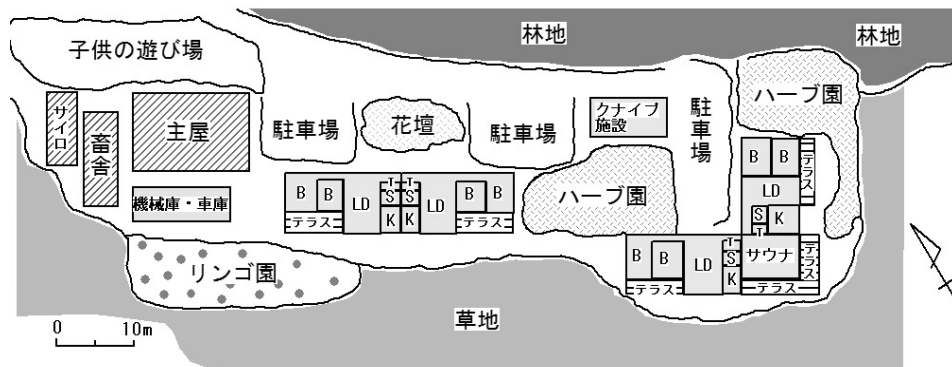 林地
林地
子供の遊び場
ハーブ園
サイロ
畜舎
主屋
駐車場
花壇
駐車場
クナイプ
施設
駐車場
機械庫・車庫
B
B
テラス
LD
T
S
K
T
S
K
LD
B
B
テラス
ハーブ園
B
B
テラス
LD
S
K
T
サウナ
テラス
テラス
B
B
テラス
LD
T
S
K
リンゴ園
草地
0 10m